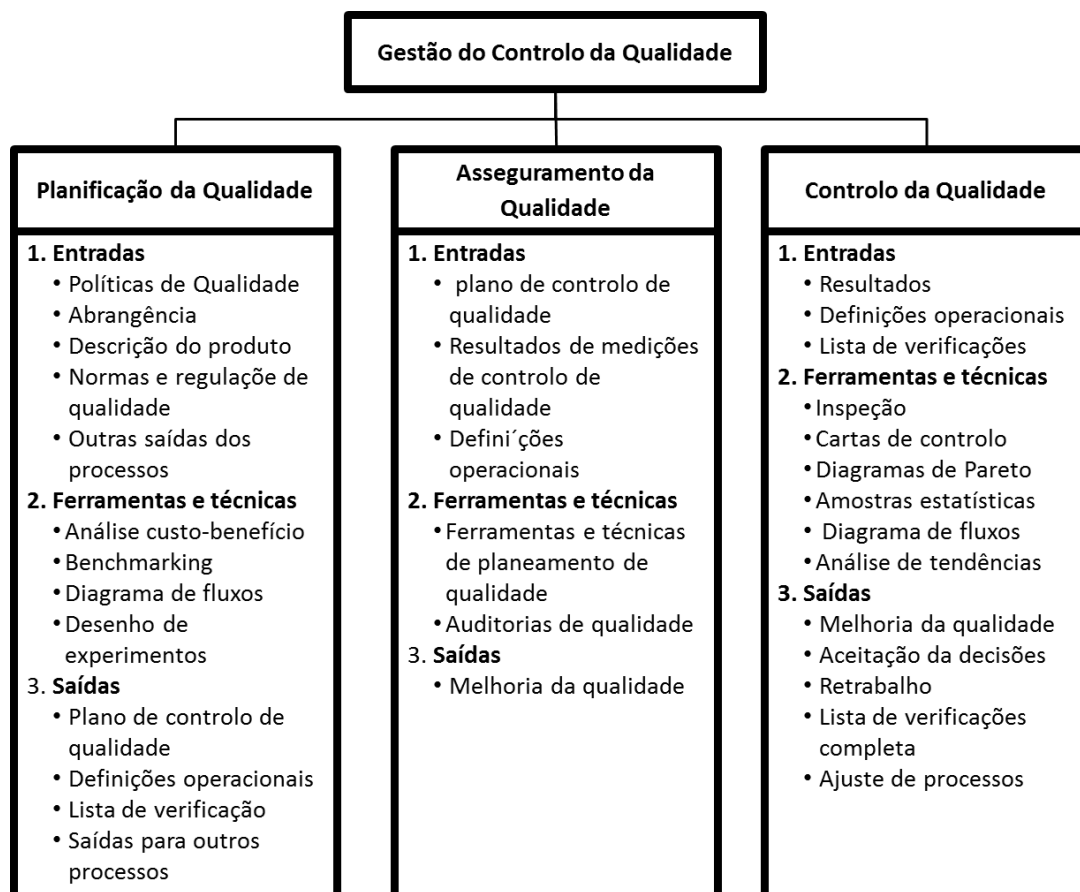 Gestão do Controlo da Qualidade
Planificação da Qualidade
1. Entradas
• Políticas de Qualidade
• Abrangência
• Descrição do produto
• Normas e regulaçõe de
qualidade
• Outras saídas dos
processos
2. Ferramentas e técnicas
• Análise custo-benefício
• Benchmarking
• Diagrama de fluxos
• Desenho de
experimentos
3. Saídas
• Plano de controlo de
qualidade
• Definições operacionais
• Lista de verificação
• Saídas para outros
processos
Asseguramento da
Qualidade
1. Entradas
• plano de controlo de
qualidade
• Resultados de medições
de controlo de
qualidade
• Defini´ções
operacionais
2. Ferramentas e técnicas
• Ferramentas e técnicas
de planeamento de
qualidade
• Auditorias de qualidade
3. Saídas
• Melhoria da qualidade
Controlo da Qualidade
1. Entradas
• Resultados
• Definições operacionais
• Lista de verificações
2. Ferramentas e técnicas
• Inspeção
• Cartas de controlo
• Diagramas de Pareto
• Amostras estatísticas
• Diagrama de fluxos
• Análise de tendências
3. Saídas
• Melhoria da qualidade
• Aceitação da decisões
• Retrabalho
• Lista de verificações
completa
• Ajuste de processos